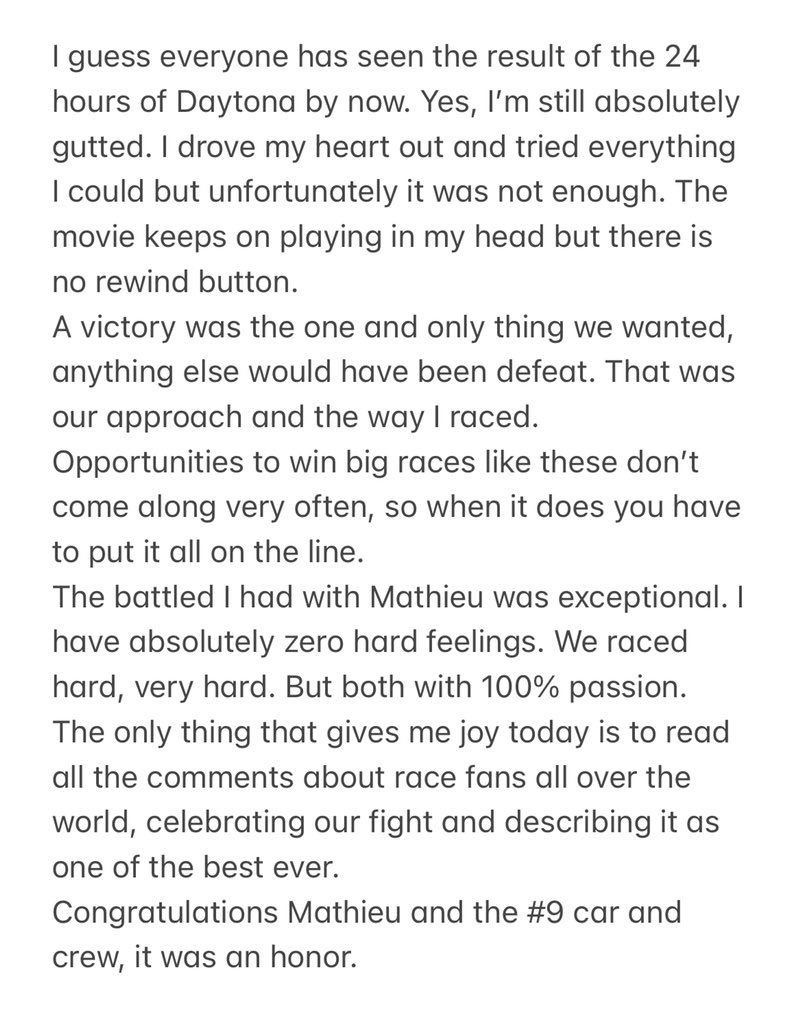 I guess everyone has seen the result of the 24
hours of Daytona by now. Yes, I’m still absolutely
gutted. I drove my heart out and tried everything
I could but unfortunately it was not enough. The
movie keeps on playing in my head but there is
no rewind button.
A victory was the one and only thing we wanted,
anything else would have been defeat. That was
our approach and the way I raced.
Opportunities to win big races like these don’t
come along very often, so when it does you have
to put it all on the line.
The battled I had with Mathieu was exceptional. I
have absolutely zero hard feelings. We raced
hard, very hard. But both with 100% passion.
The only thing that gives me joy today is to read
all the comments about race fans all over the
world, celebrating our fight and describing it as
one of the best ever.
Congratulations Mathieu and the #9 car and
crew, it was an honor.